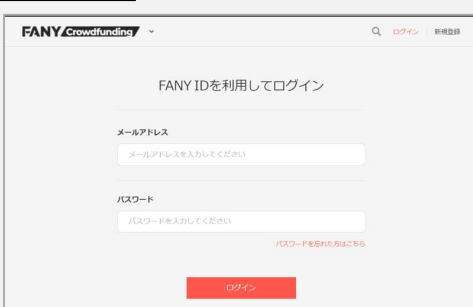 FANY Crowdfunding
ログイン 新規登録
FANY IDを利用してログイン
メールアドレス
メールアドレスを入力してください
パスワード
パスワードを入力してください
パスワードを忘れた方はこちら
ログイン